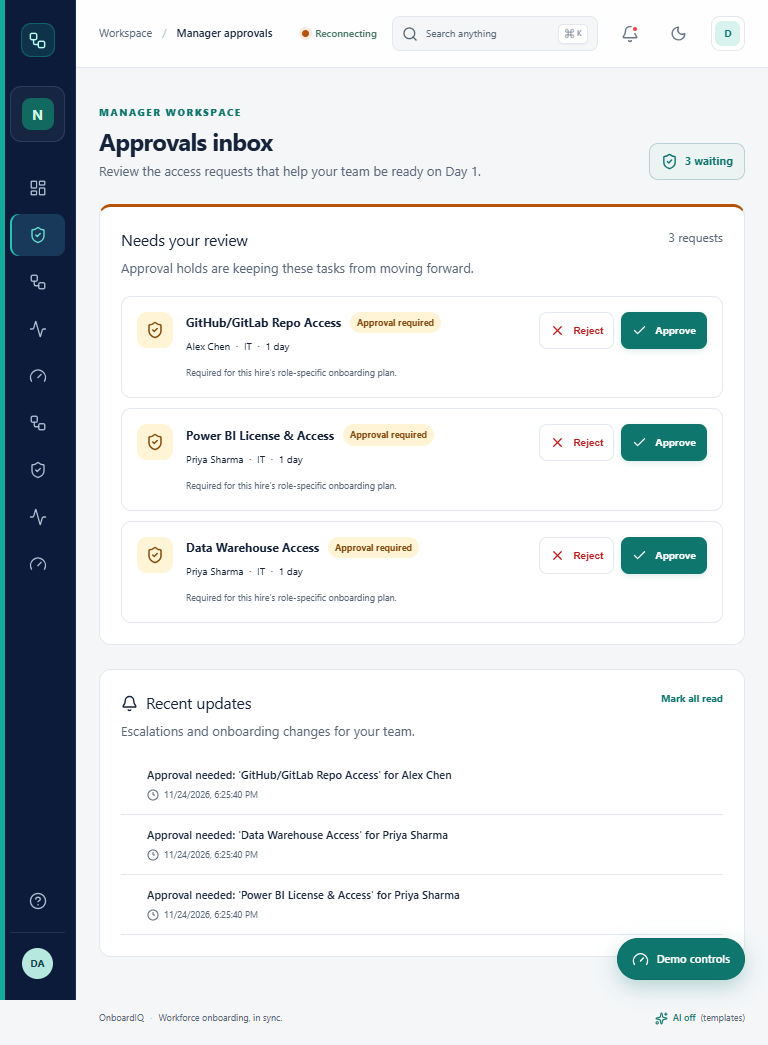 Workspace / Manager approvals
Reconnecting
Search anything
⌘ K
D
N
MANAGER WORKSPACE
Approvals inbox
Review the access requests that help your team be ready on Day 1.
3 waiting
Needs your review
3 requests
Approval holds are keeping these tasks from moving forward.
GitHub/GitLab Repo Access
Approval required
Reject
Approve
Alex Chen · IT · 1 day
Required for this hire's role-specific onboarding plan.
Power BI License & Access
Approval required
Reject
Approve
Priya Sharma · IT · 1 day
Required for this hire's role-specific onboarding plan.
Data Warehouse Access
Approval required
Reject
Approve
Priya Sharma · IT · 1 day
Required for this hire's role-specific onboarding plan.
Recent updates
Mark all read
Escalations and onboarding changes for your team.
Approval needed: 'GitHub/GitLab Repo Access' for Alex Chen
11/24/2026, 6:25:40 PM
Approval needed: 'Data Warehouse Access' for Priya Sharma
11/24/2026, 6:25:40 PM
Approval needed: 'Power BI License & Access' for Priya Sharma
11/24/2026, 6:25:40 PM
Demo controls
DA
OnboardIQ · Workforce onboarding, in sync.
AI off (templates)